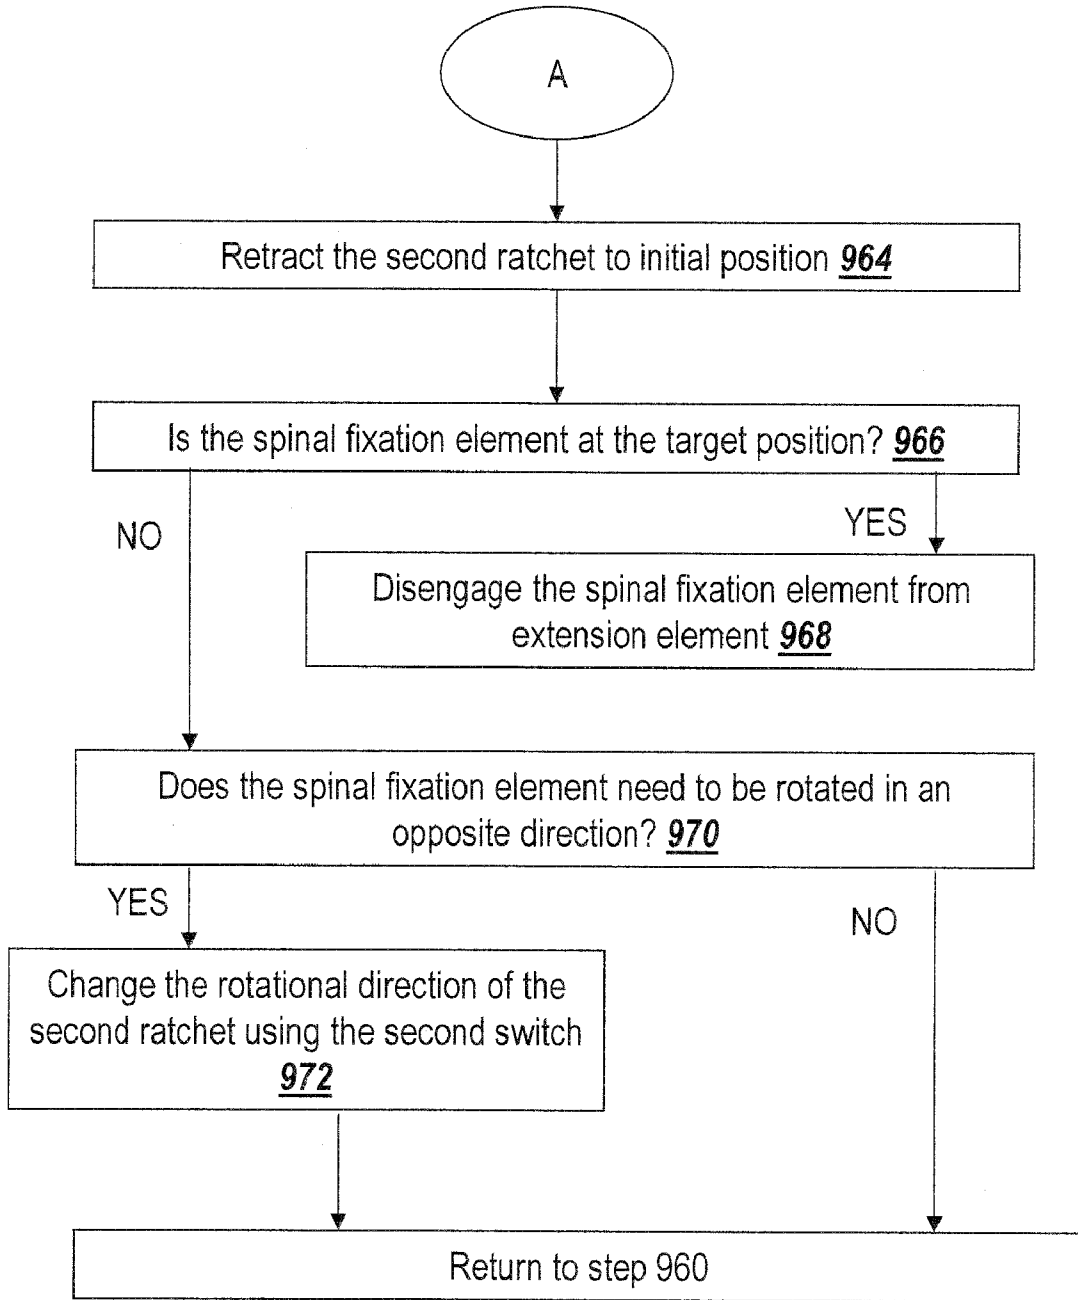 A
Retract the second ratchet to initial position 964
Is the spinal fixation element at the target position? 966
NO
YES
Disengage the spinal fixation element from
extension element 968
Does the spinal fixation element need to be rotated in an
opposite direction? 970
YES
NO
Change the rotational direction of the
second ratchet using the second switch
972
Return to step 960